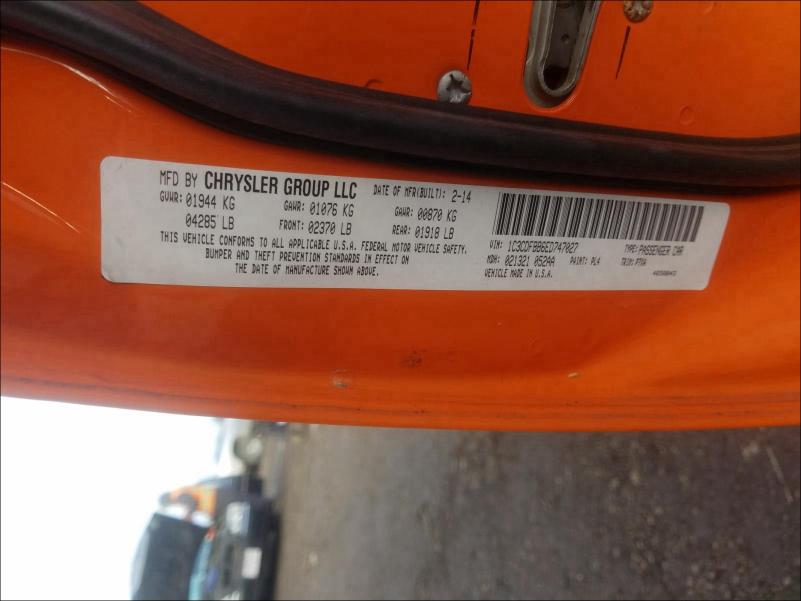 MFD BY CHRYSLER GROUP LLC DATE OF MFR(BUILT): 2-14
GVWR: 01944 KG GAWR: 01076 KG GAWR: 00870 KG
04285 LB FRONT: 02370 LB REAR: 01918 LB
THIS VEHICLE CONFORMS TO ALL APPLICABLE U.S.A. FEDERAL MOTOR VEHICLE SAFETY,
BUMPER AND THEFT PREVENTION STANDARDS IN EFFECT ON
THE DATE OF MANUFACTURE SHOWN ABOVE.
VIN: 1C3CDFBB6ED747027 TYPE: PASSENGER CAR
MDH: 021321 052AA PAINT: PL4 TRIM:
VEHICLE MADE IN U.S.A.